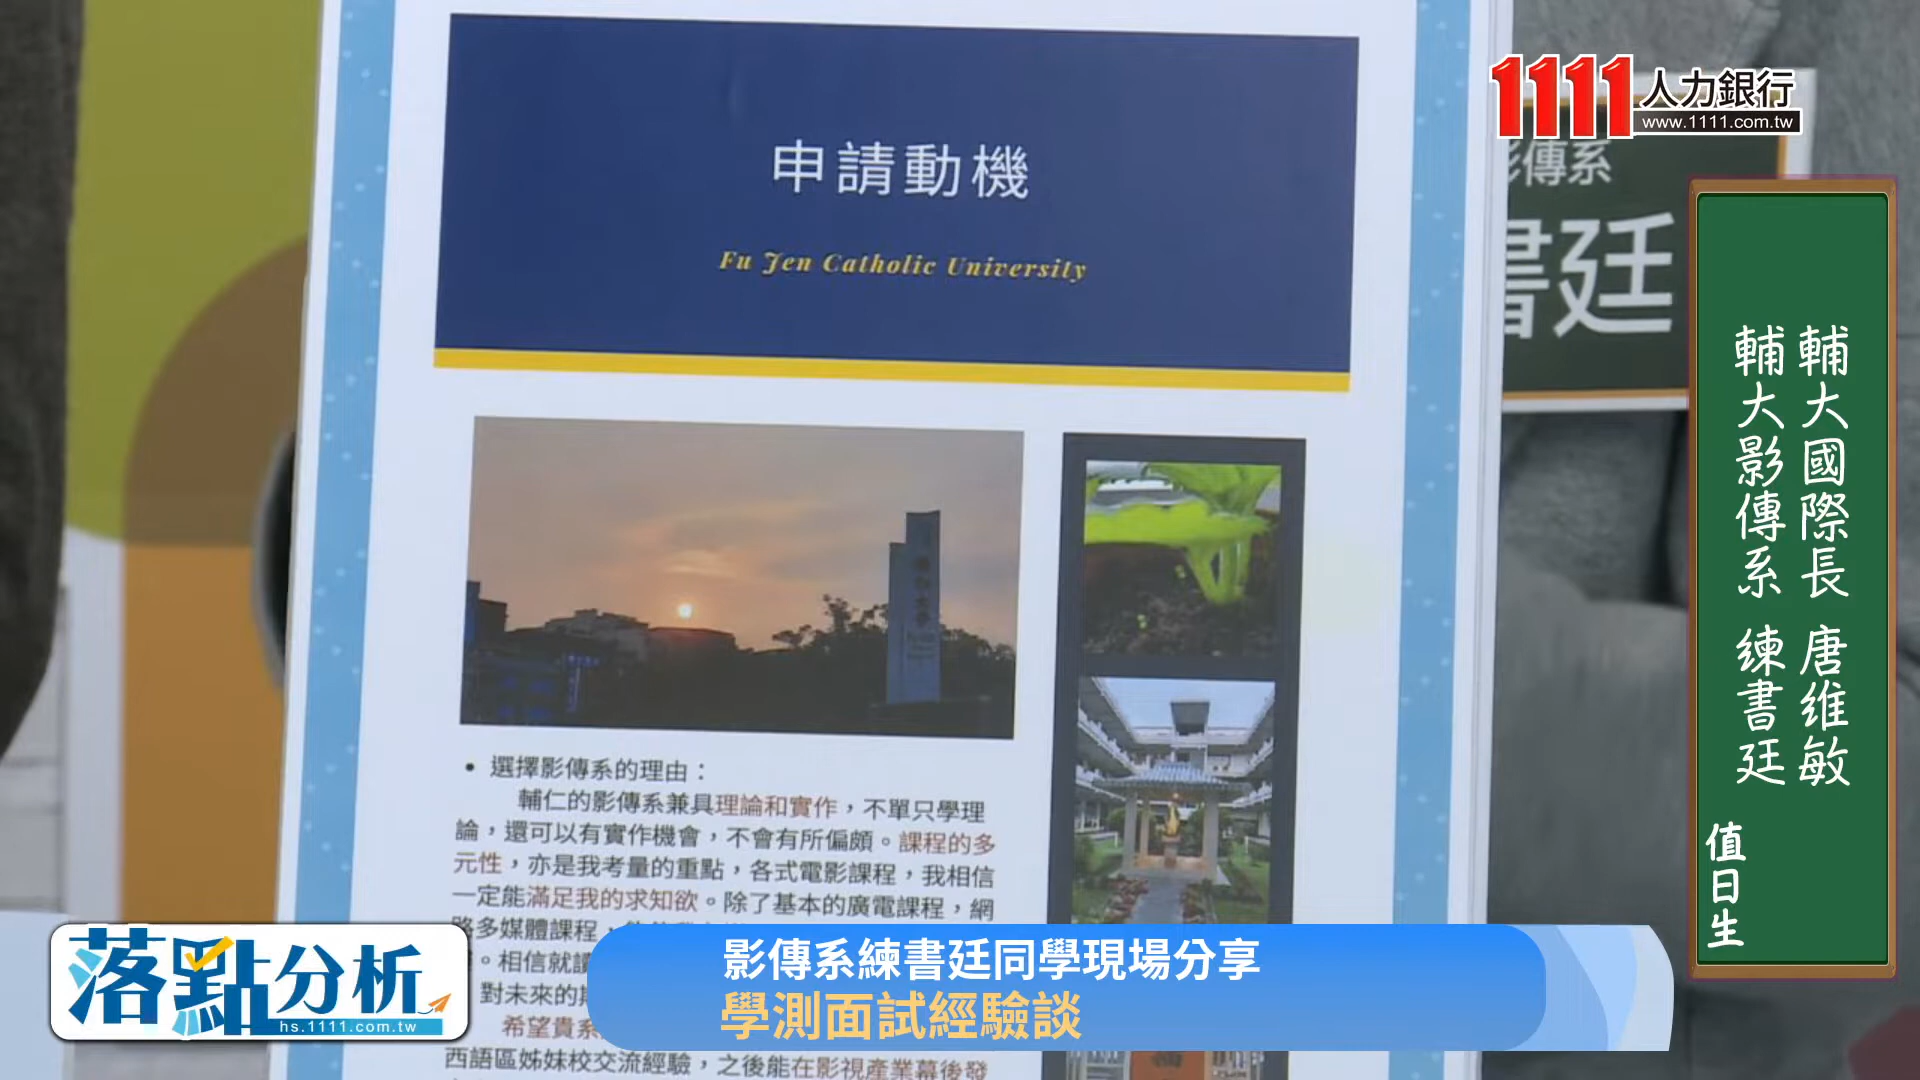 申請動機
Fu Jen Catholic University
1111人力銀行
www.1111.com.tw
影傳系
書廷
輔大國際長 唐維敏
輔大影傳系 練書廷
值日生
• 選擇影傳系的理由：
輔仁的影傳系兼具理論和實作，不單只學理
論，還可以有實作機會，不會有所偏頗。課程的多
元性，亦是我考量的重點，各式電影課程，我相信
一定能滿足我的求知欲。除了基本的廣電課程，網
路多媒體課程，
。相信就讀
對未來的期
希望貴系
西語區姊妹校交流經驗，之後能在影視產業幕後發
落點分析
hs.1111.com.tw
影傳系練書廷同學現場分享
學測面試經驗談